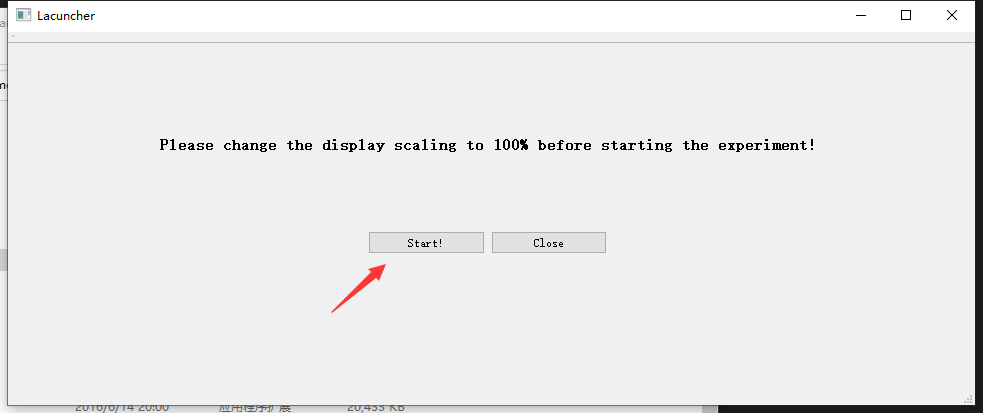 Lacuncher
Please change the display scaling to 100% before starting the experiment!
Start! Close
2016/6/14 20:00 应用程序扩展 20,433 KB